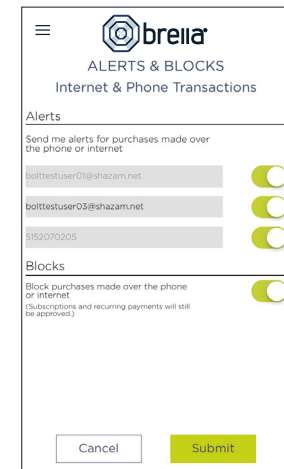 brella
ALERTS & BLOCKS
Internet & Phone Transactions
Alerts
Send me alerts for purchases made over
the phone or internet
bolttestuser01@shazam.net
bolttestuser03@shazam.net
5152070205
Blocks
Block purchases made over the phone
or internet
(Subscriptions and recurring payments will still
be approved.)
Cancel Submit